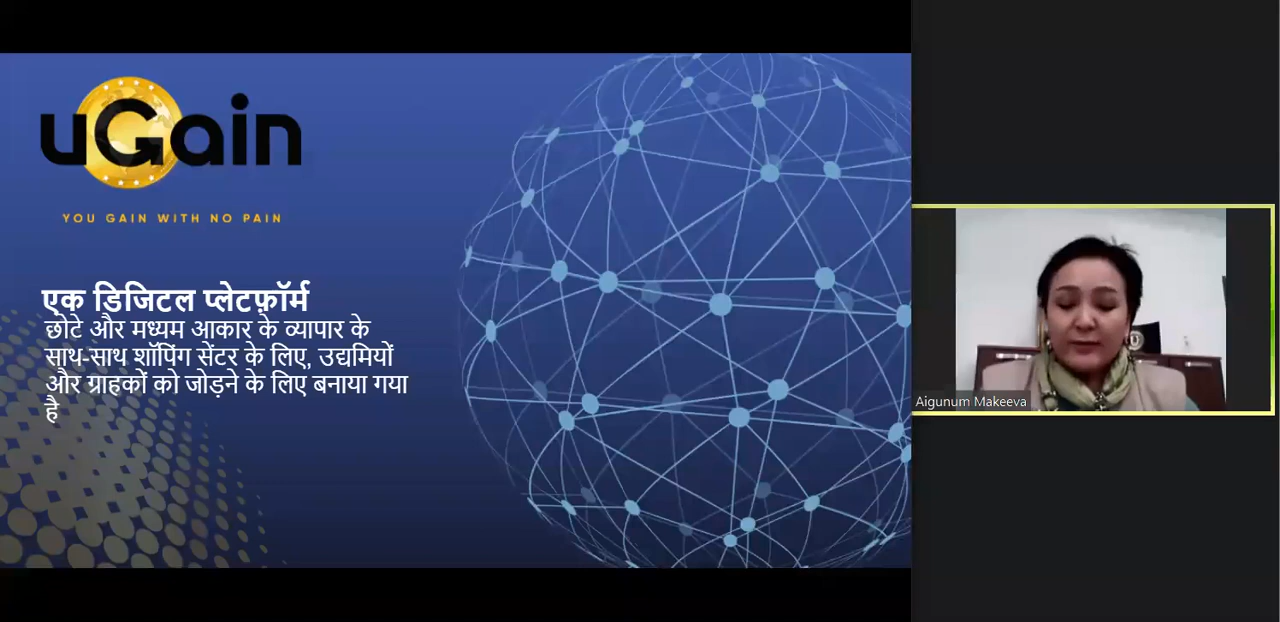 uGain
YOU GAIN WITH NO PAIN
एक डिजिटल प्लेटफ़ॉर्म
छोटे और मध्यम आकार के व्यापार के
साथ-साथ शॉपिंग सेंटर के लिए, उद्यमियों
और ग्राहकों को जोड़ने के लिए बनाया गया
है
Aigunum Makeeva